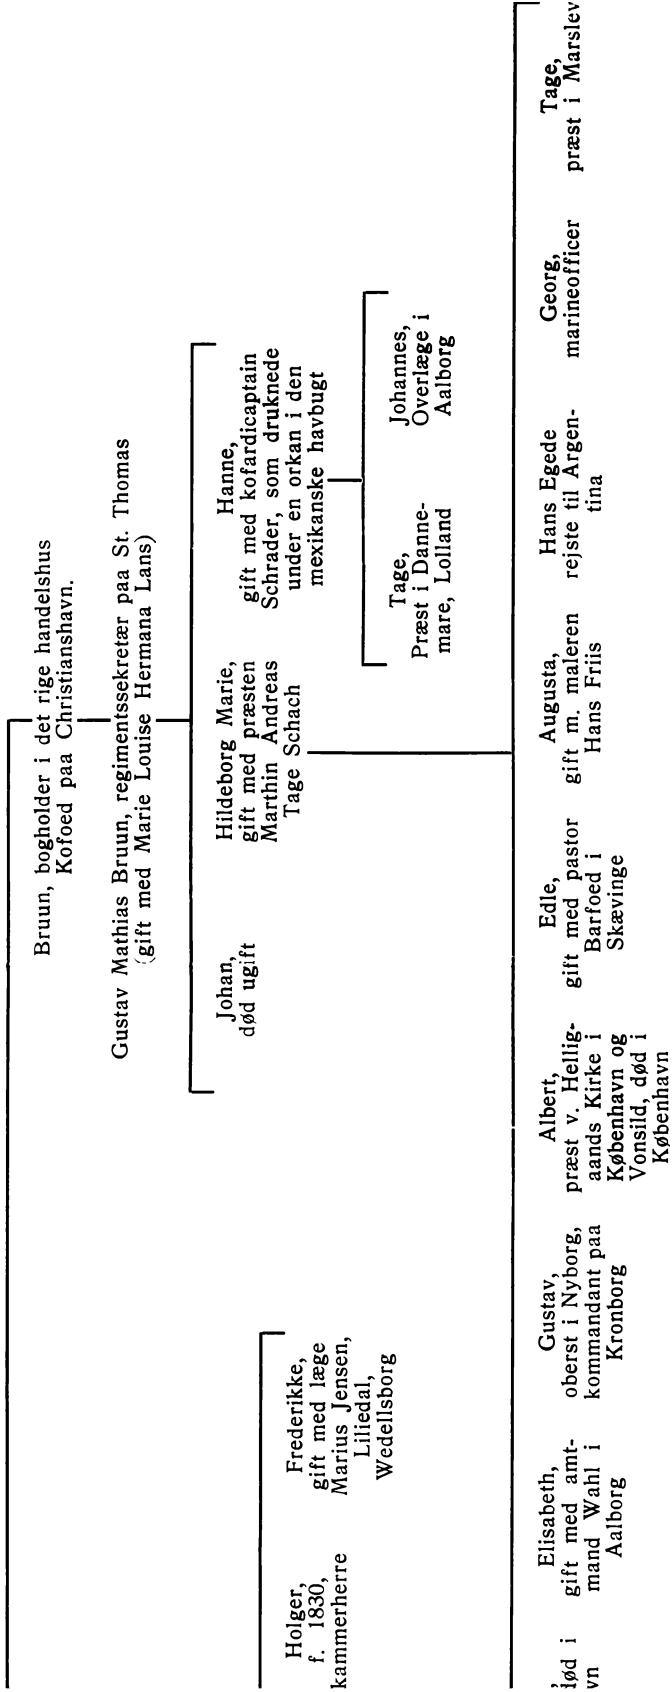 Bruun, bogholder i det rige handelshus
Kofoed paa Christianshavn.
Gustav Mathias Bruun, regimentssekretær paa St. Thomas
(gift med Marie Louise Hermana Lans)
Johan,
død ugift
Hildeborg Marie,
gift med præsten
Marthin Andreas
Tage Schach
Hanne,
gift med kofardicaptain
Schrader, som druknede
under en orkan i den
mexikanske havbugt
Holger,
f. 1830,
kammerherre
Frederikke,
gift med læge
Marius Jensen,
Liliedal,
Wedellsborg
Tage,
Præst i Danne-
mare, Lolland
Johannes,
Overlæge i
Aalborg
død i
vn
Elisabeth,
gift med amt-
mand Wahl i
Aalborg
Gustav,
oberst i Nyborg,
kommandant paa
Kronborg
Albert,
præst v. Hellig-
aands Kirke i
København og
Vonsild, død i
København
Edle,
gift med pastor
Barfoed i
Skævinge
Augusta,
gift m. maleren
Hans Friis
Hans Egede
rejste til Argen-
tina
Georg,
marineofficer
Tage,
præst i Marslev